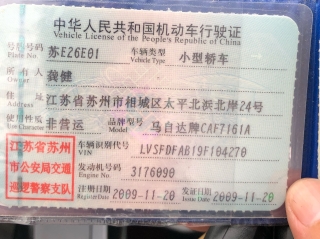 中华人民共和国机动车行驶证
Vehicle License of the People's Republic of China
号牌号码 苏E26E01 车辆类型 小型轿车
Plate No. Vehicle Type
所有人 龚健
Owner
住址 江苏省苏州市相城区太平北浜北岸24号
Address
使用性质 非营运 品牌型号 马自达牌CAF7161A
Use Character Model
江苏省苏州
市公安局交通
巡逻警察支队
车辆识别代号 LVSFDFAB19F104270
VIN
发动机号码 3176090
Engine No.
注册日期 2009-11-20 发证日期 2009-11-20
Register Date Issue Date